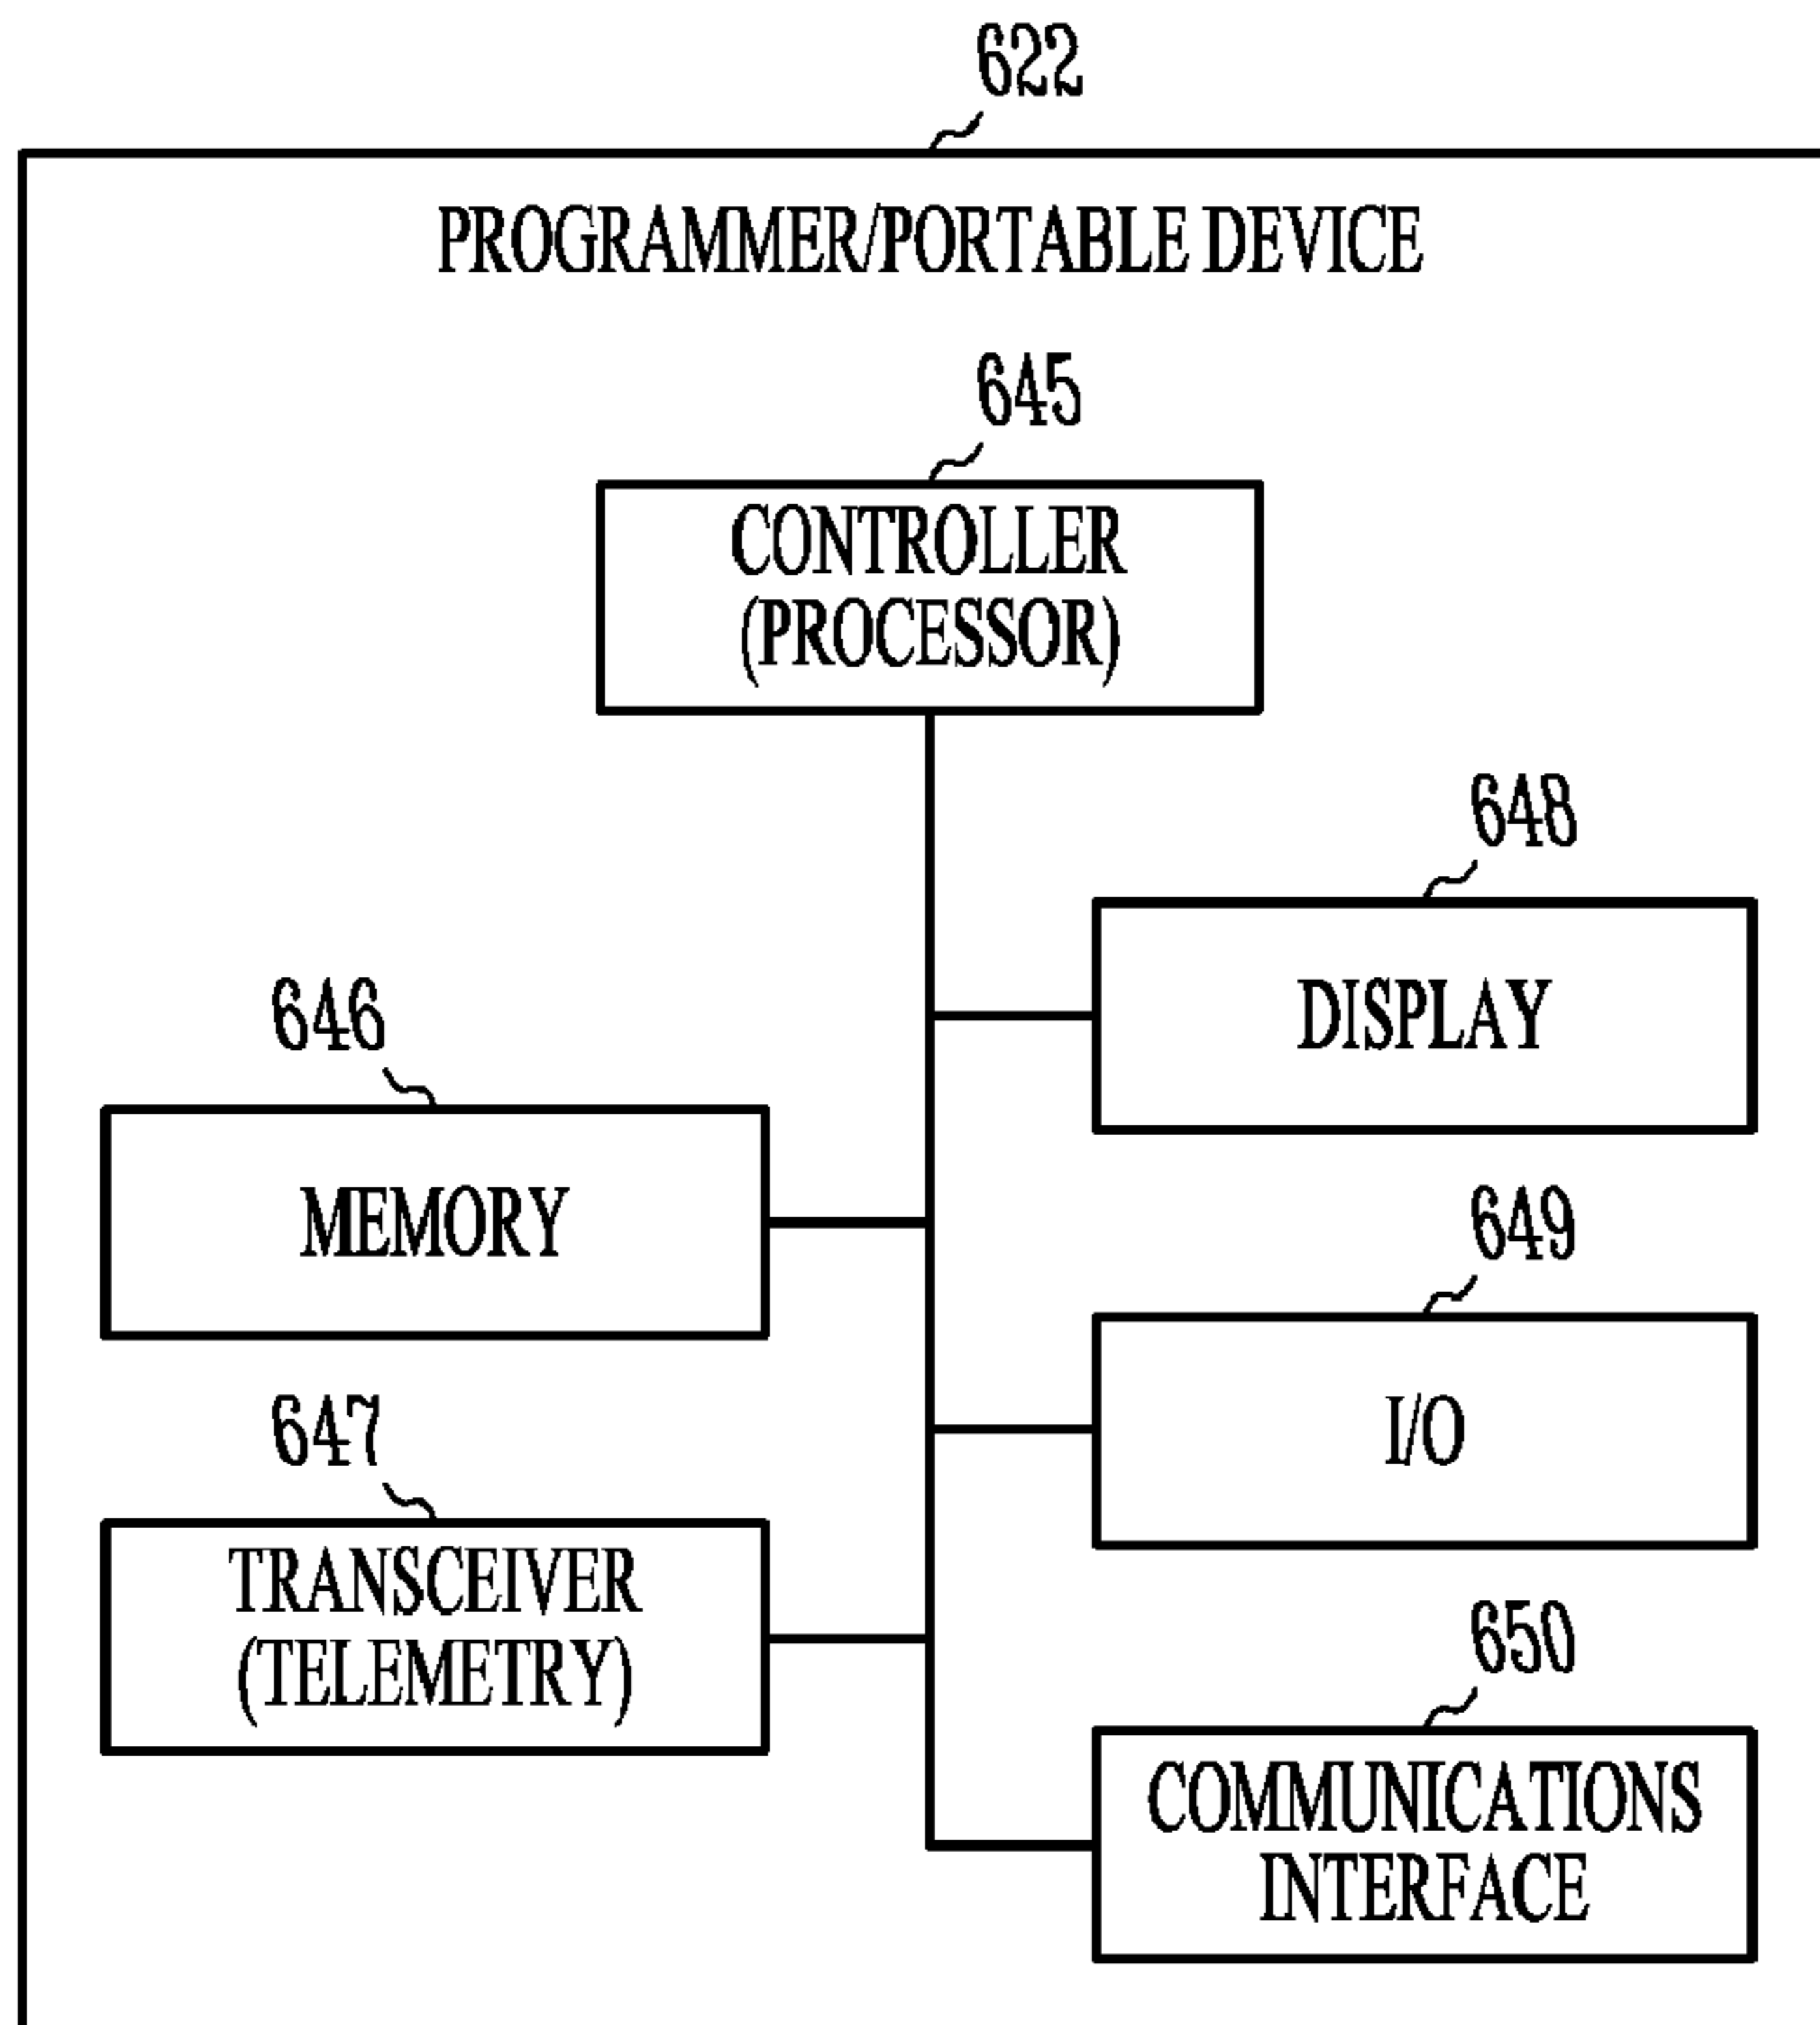 622
PROGRAMMER/PORTABLE DEVICE
645
CONTROLLER
(PROCESSOR)
648
DISPLAY
646
MEMORY
649
I/O
647
TRANSCEIVER
(TELEMETRY)
650
COMMUNICATIONS
INTERFACE